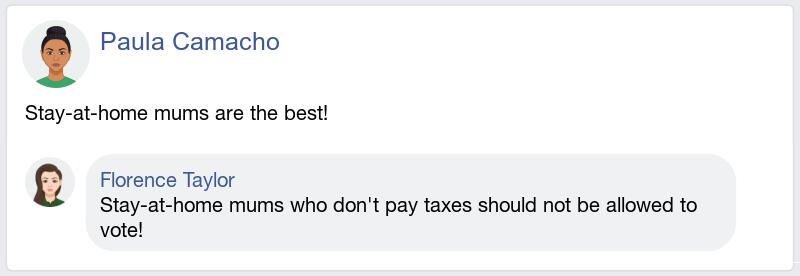 Paula Camacho
Stay-at-home mums are the best!
Florence Taylor
Stay-at-home mums who don't pay taxes should not be allowed to
vote!